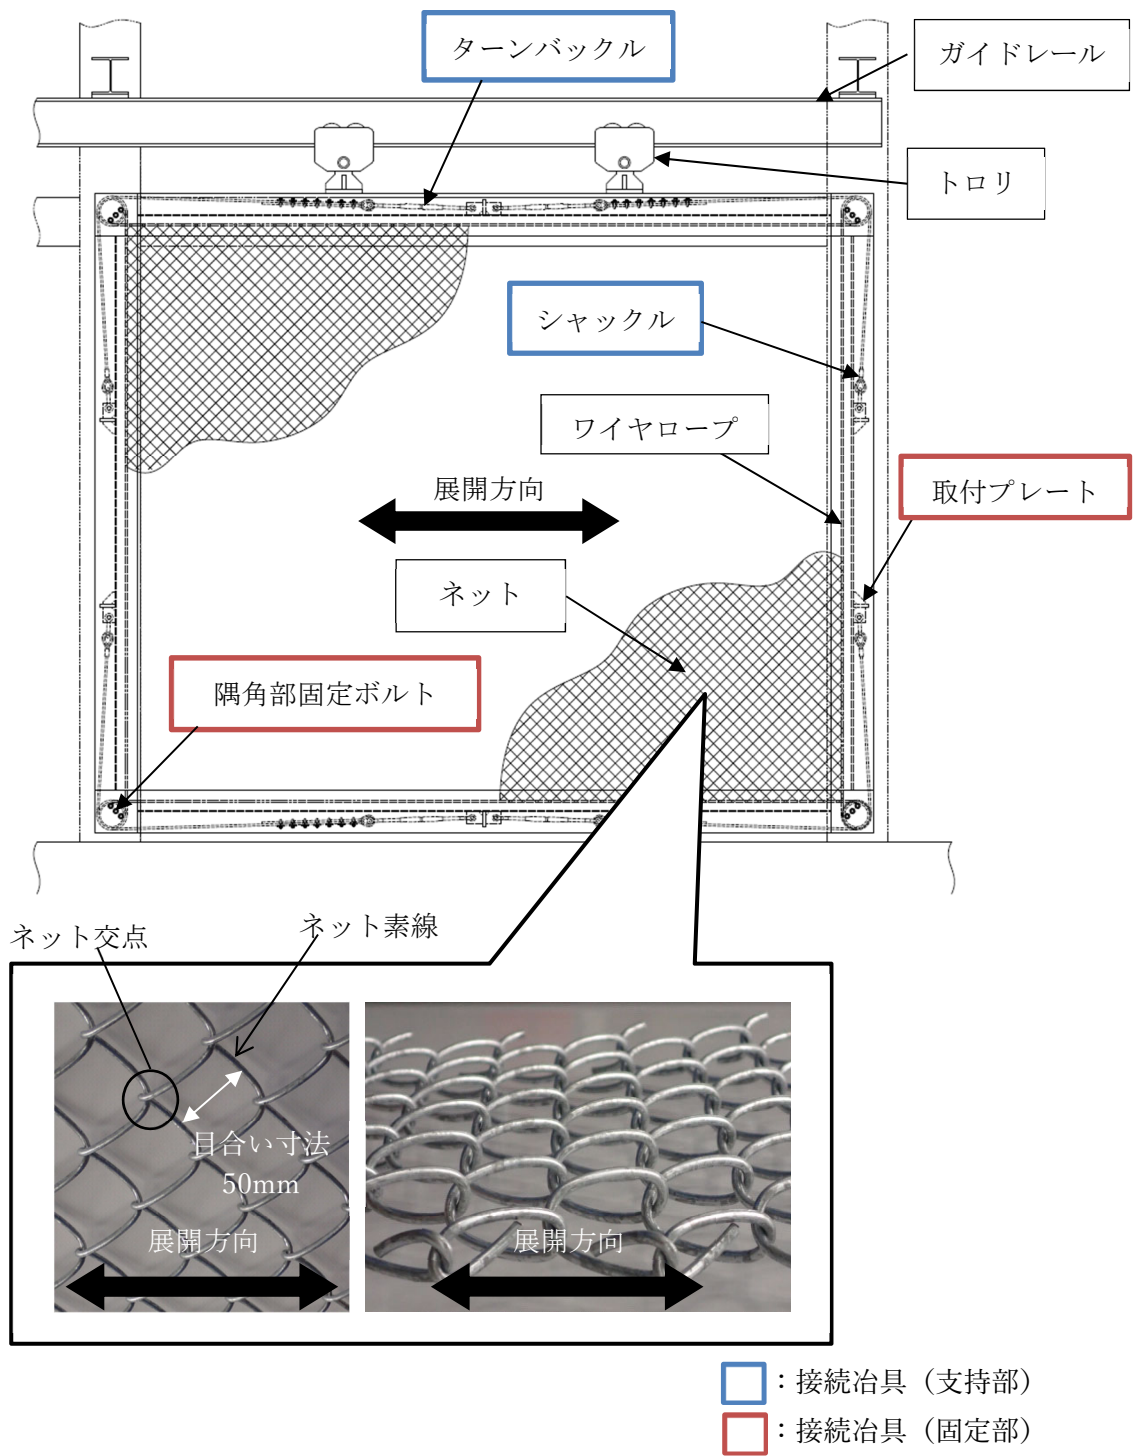 ターンバックル
ガイドレール
トロリ
シャックル
ワイヤロープ
取付プレート
展開方向
ネット
隅角部固定ボルト
ネット交点
ネット素線
目合い寸法
50mm
展開方向
展開方向
：接続冶具（支持部）
：接続冶具（固定部）